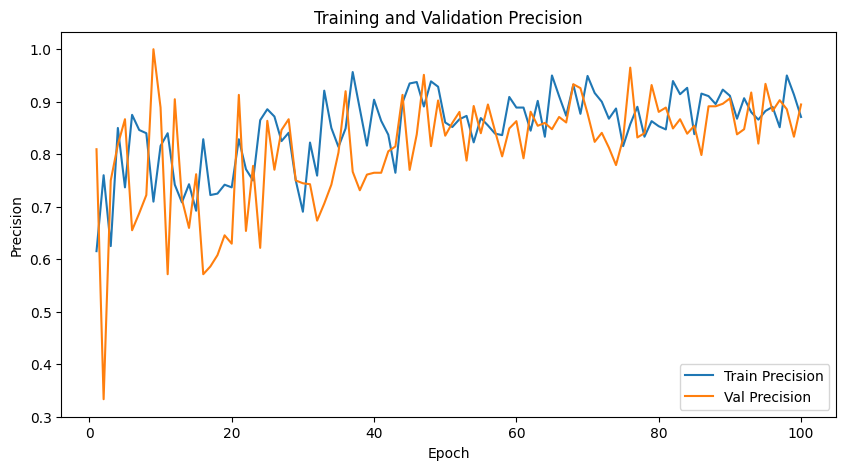 Training and Validation Precision
1.0
0.9
0.8
0.7
0.6
0.5
0.4
0.3
Precision
0
20
40
60
80
100
Epoch
Train Precision
Val Precision